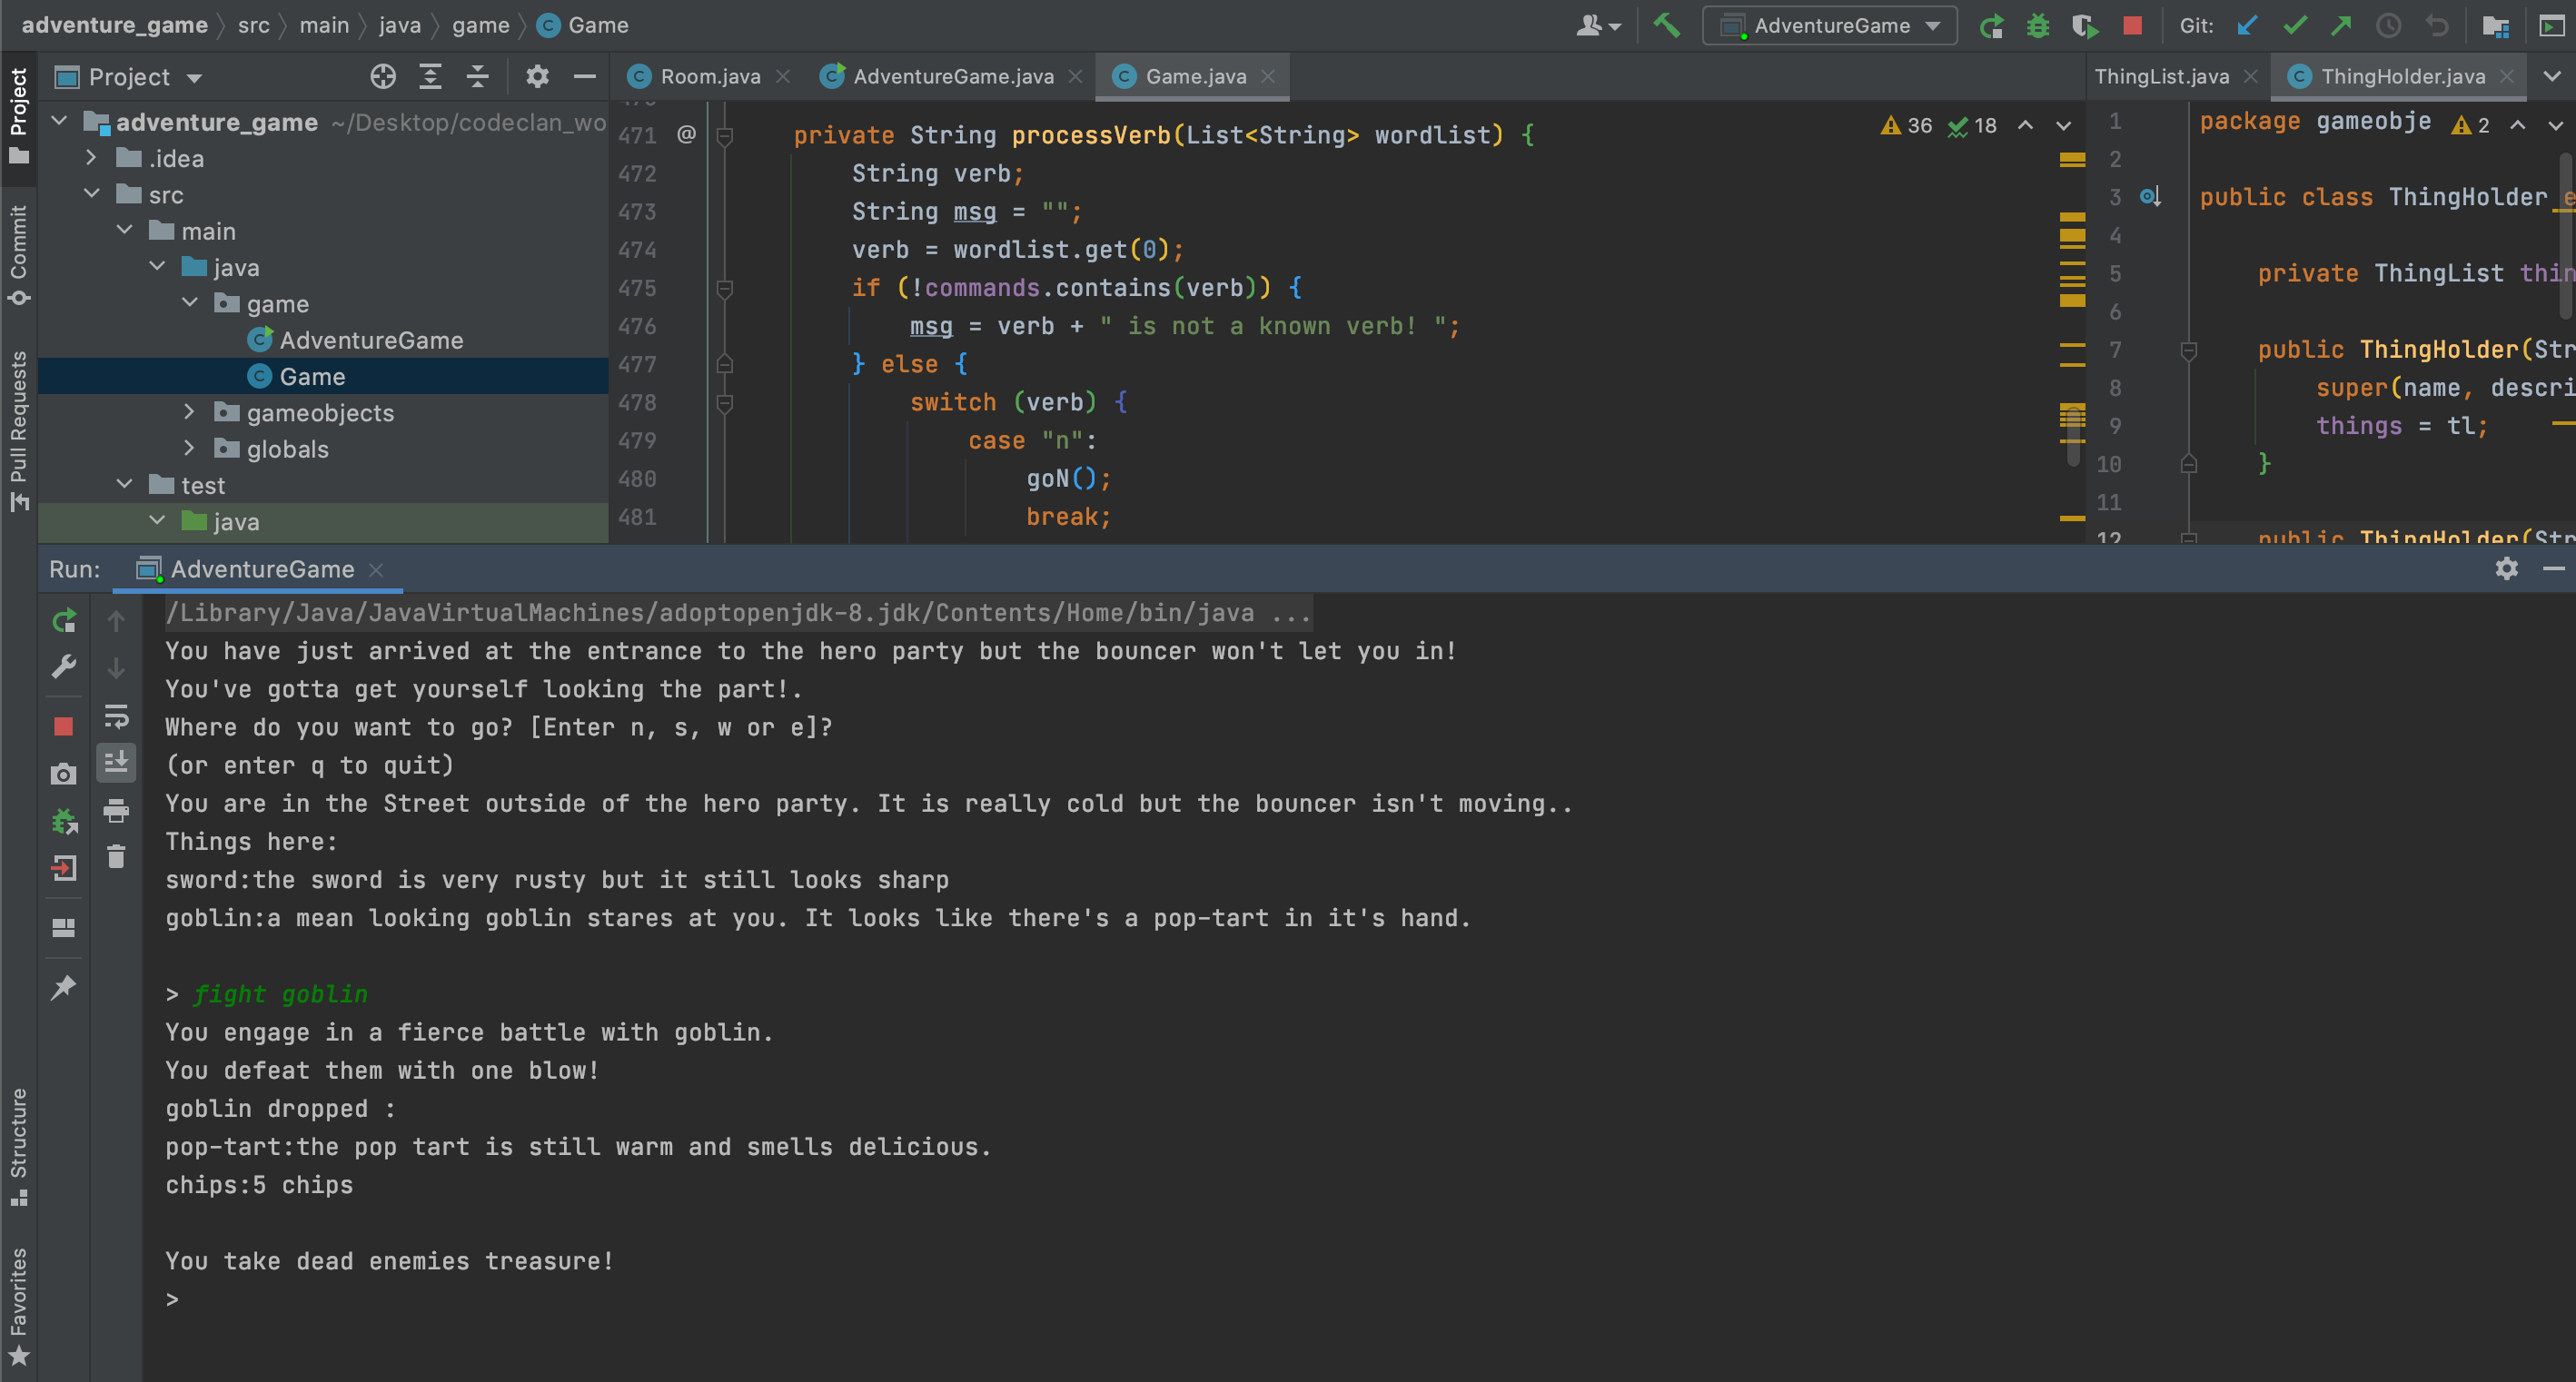 adventure_game src main java game Game
AdventureGame Git:
Project
Room.java AdventureGame.java Game.java
ThingList.java ThingHolder.java
Project
Commit
Pull Requests
Structure
Favorites
adventure_game ~/Desktop/codeclan_wo
.idea
src
main
java
game
AdventureGame
Game
gameobjects
globals
test
java
36 18
471 @ private String processVerb(List<String> wordlist) {
472 String verb;
473 String msg = "";
474 verb = wordlist.get(0);
475 if (!commands.contains(verb)) {
476 msg = verb + " is not a known verb! ";
477 } else {
478 switch (verb) {
479 case "n":
480 goN();
481 break;
2
1 package gameobje
2
3 public class ThingHolder e
4
5 private ThingList thin
6
7 public ThingHolder(Str
8 super(name, descri
9 things = tl;
10 }
11
12 public ThingHolder(Str
Run: AdventureGame
/Library/Java/JavaVirtualMachines/adoptopenjdk-8.jdk/Contents/Home/bin/java ...
You have just arrived at the entrance to the hero party but the bouncer won't let you in!
You've gotta get yourself looking the part!.
Where do you want to go? [Enter n, s, w or e]?
(or enter q to quit)
You are in the Street outside of the hero party. It is really cold but the bouncer isn't moving..
Things here:
sword:the sword is very rusty but it still looks sharp
goblin:a mean looking goblin stares at you. It looks like there's a pop-tart in it's hand.
> fight goblin
You engage in a fierce battle with goblin.
You defeat them with one blow!
goblin dropped :
pop-tart:the pop tart is still warm and smells delicious.
chips:5 chips
You take dead enemies treasure!
>